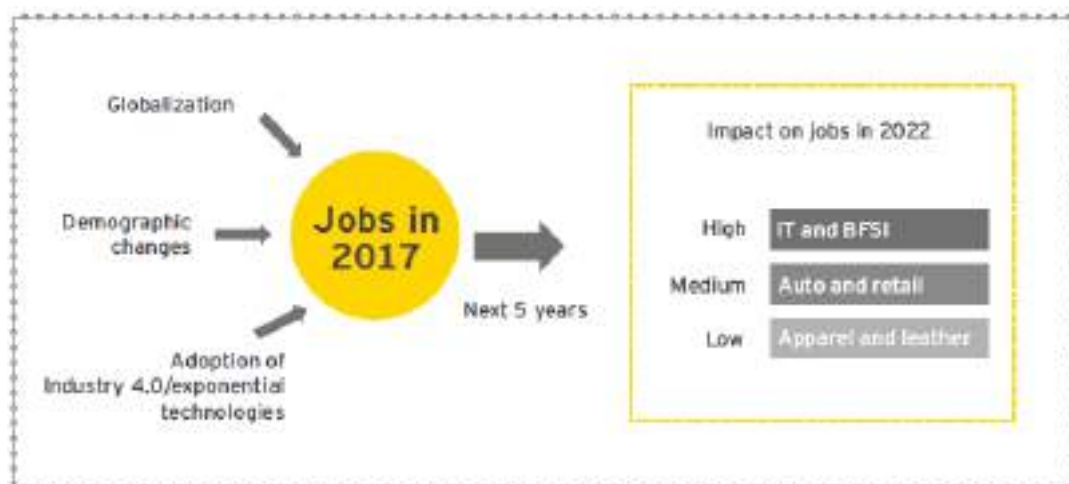 Globalization
Demographic
changes
Adoption of
Industry 4.0/exponential
technologies
Jobs in
2017
Next 5 years
Impact on jobs in 2022
High
IT and BFSI
Medium
Auto and retail
Low
Apparel and leather